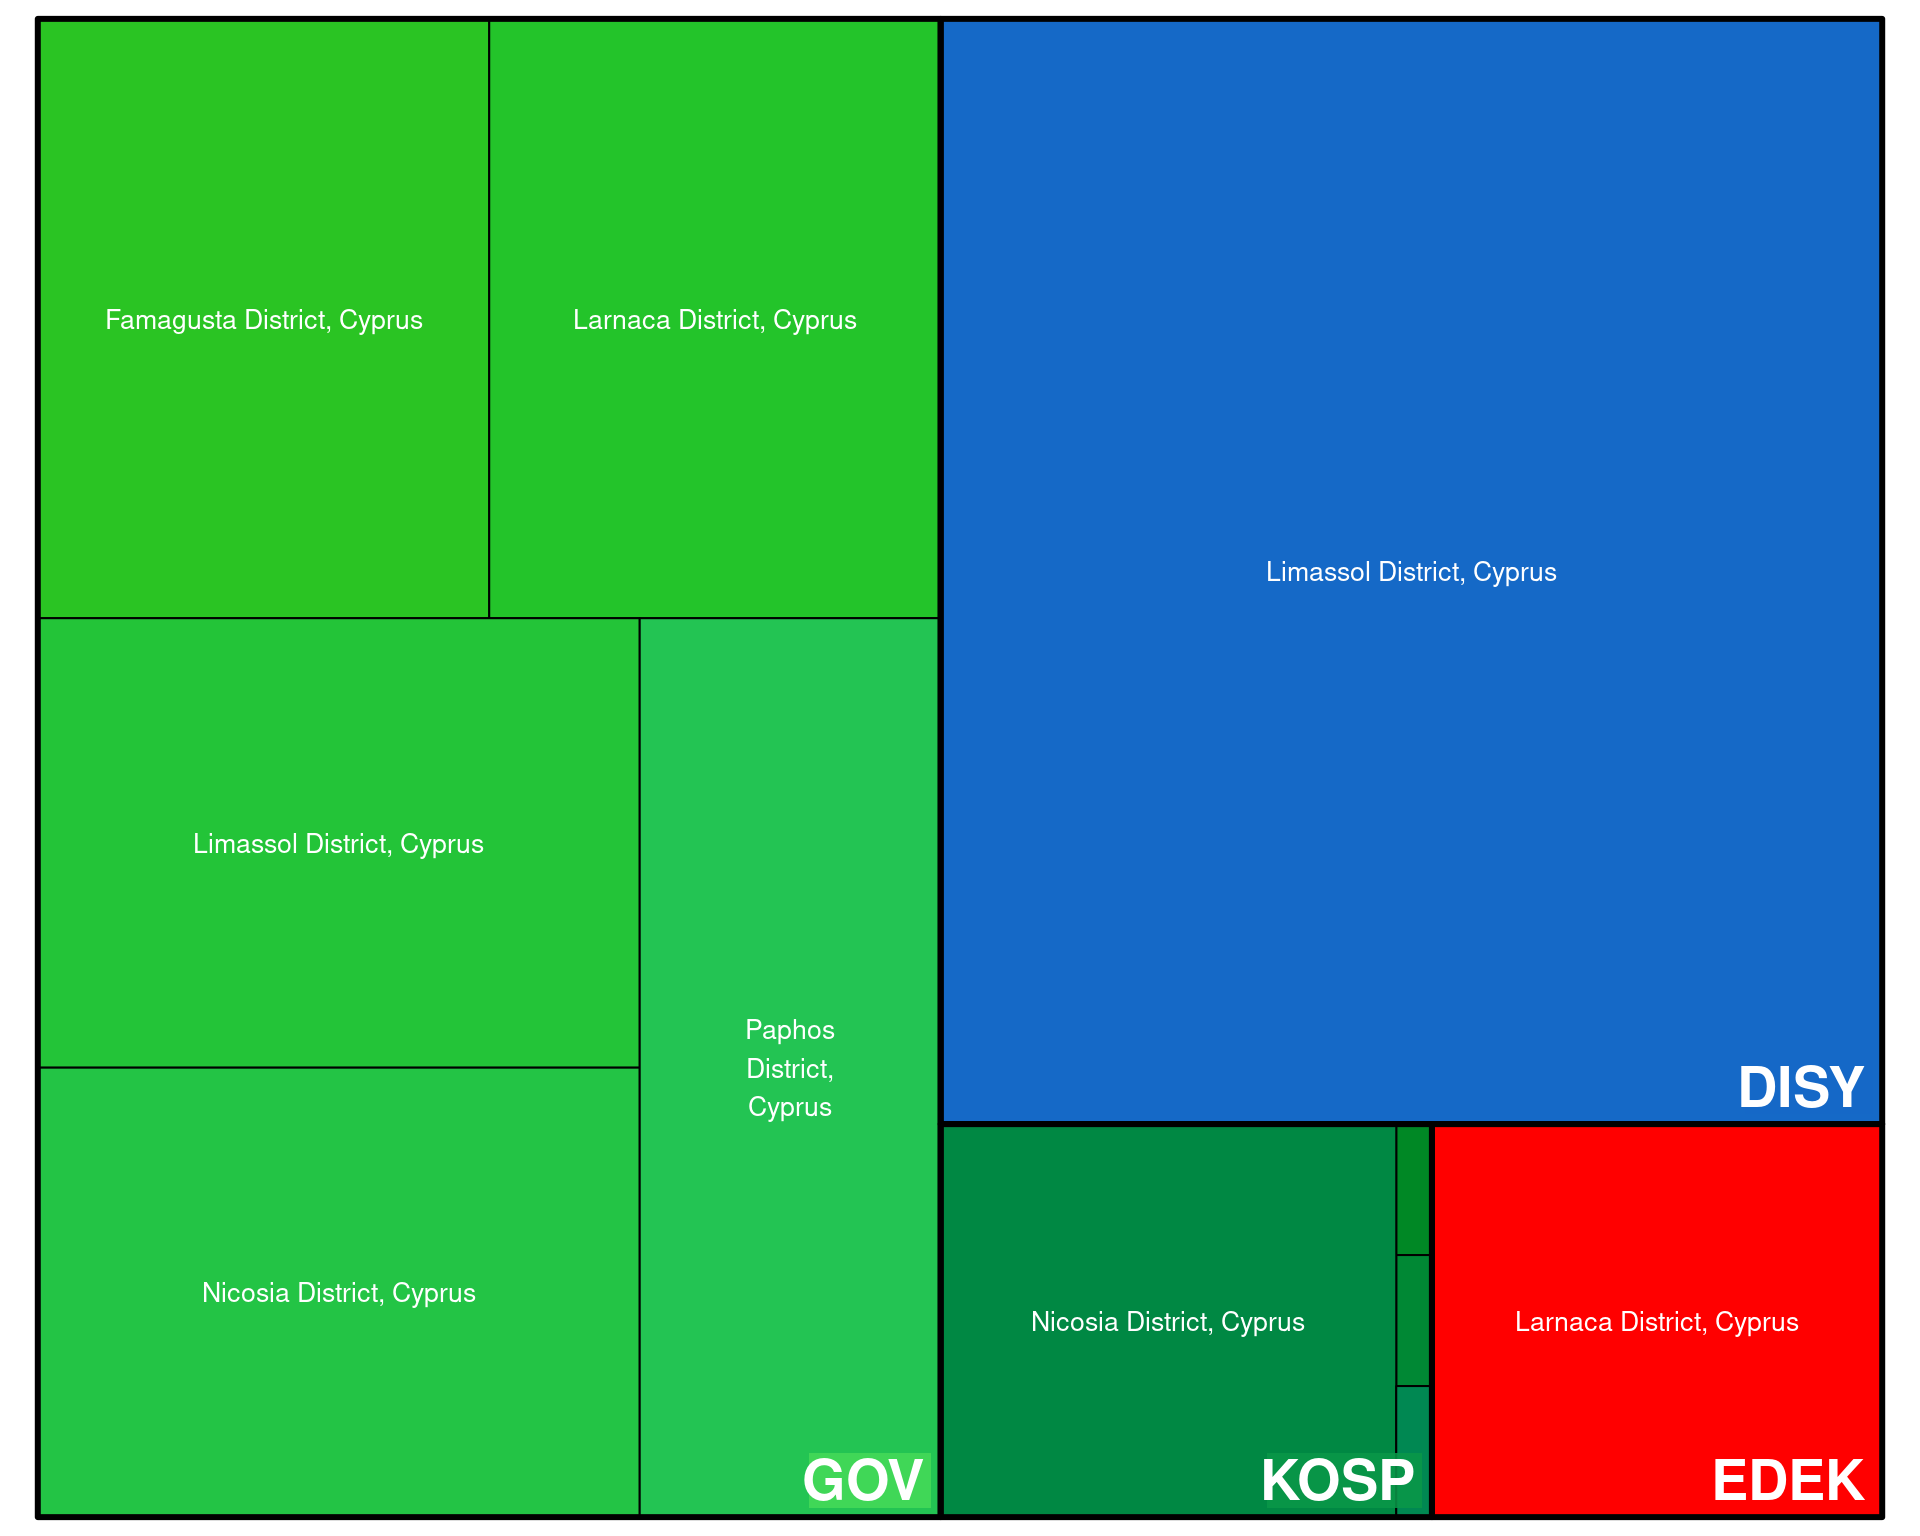 Famagusta District, Cyprus
Larnaca District, Cyprus
Limassol District, Cyprus
Paphos
District,
Cyprus
Nicosia District, Cyprus
GOV
Limassol District, Cyprus
DISY
Nicosia District, Cyprus
KOSP
Larnaca District, Cyprus
EDEK